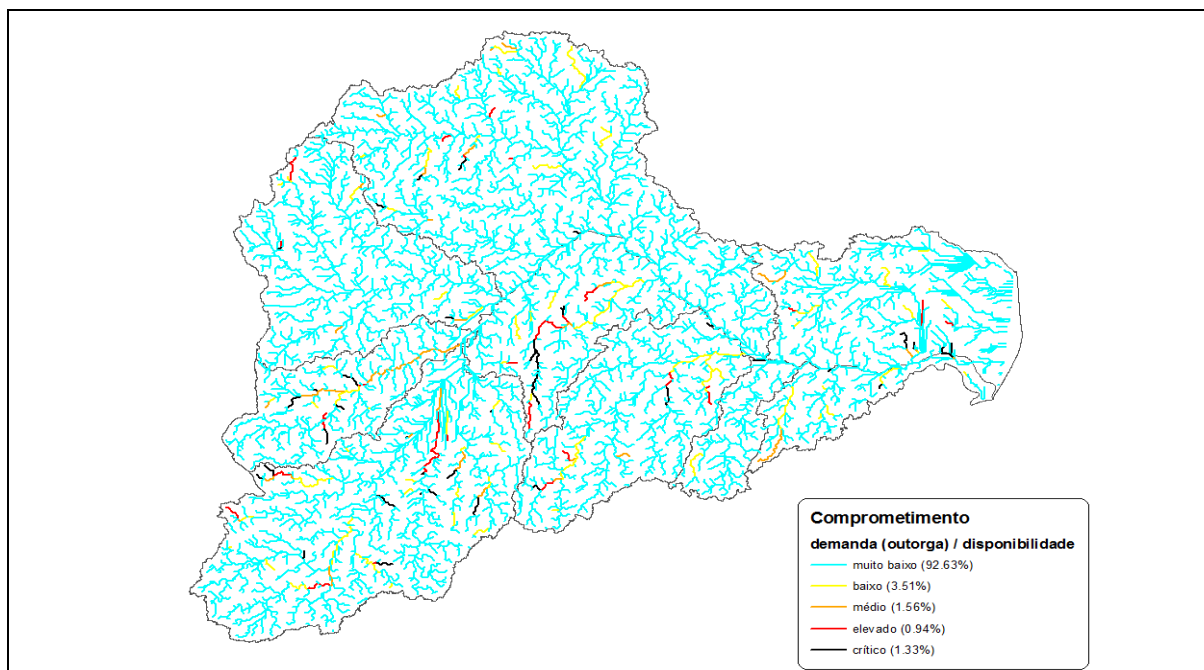 Comprometimento
demanda (outorga) / disponibilidade
muito baixo (92.63%)
baixo (3.51%)
médio (1.56%)
elevado (0.94%)
crítico (1.33%)